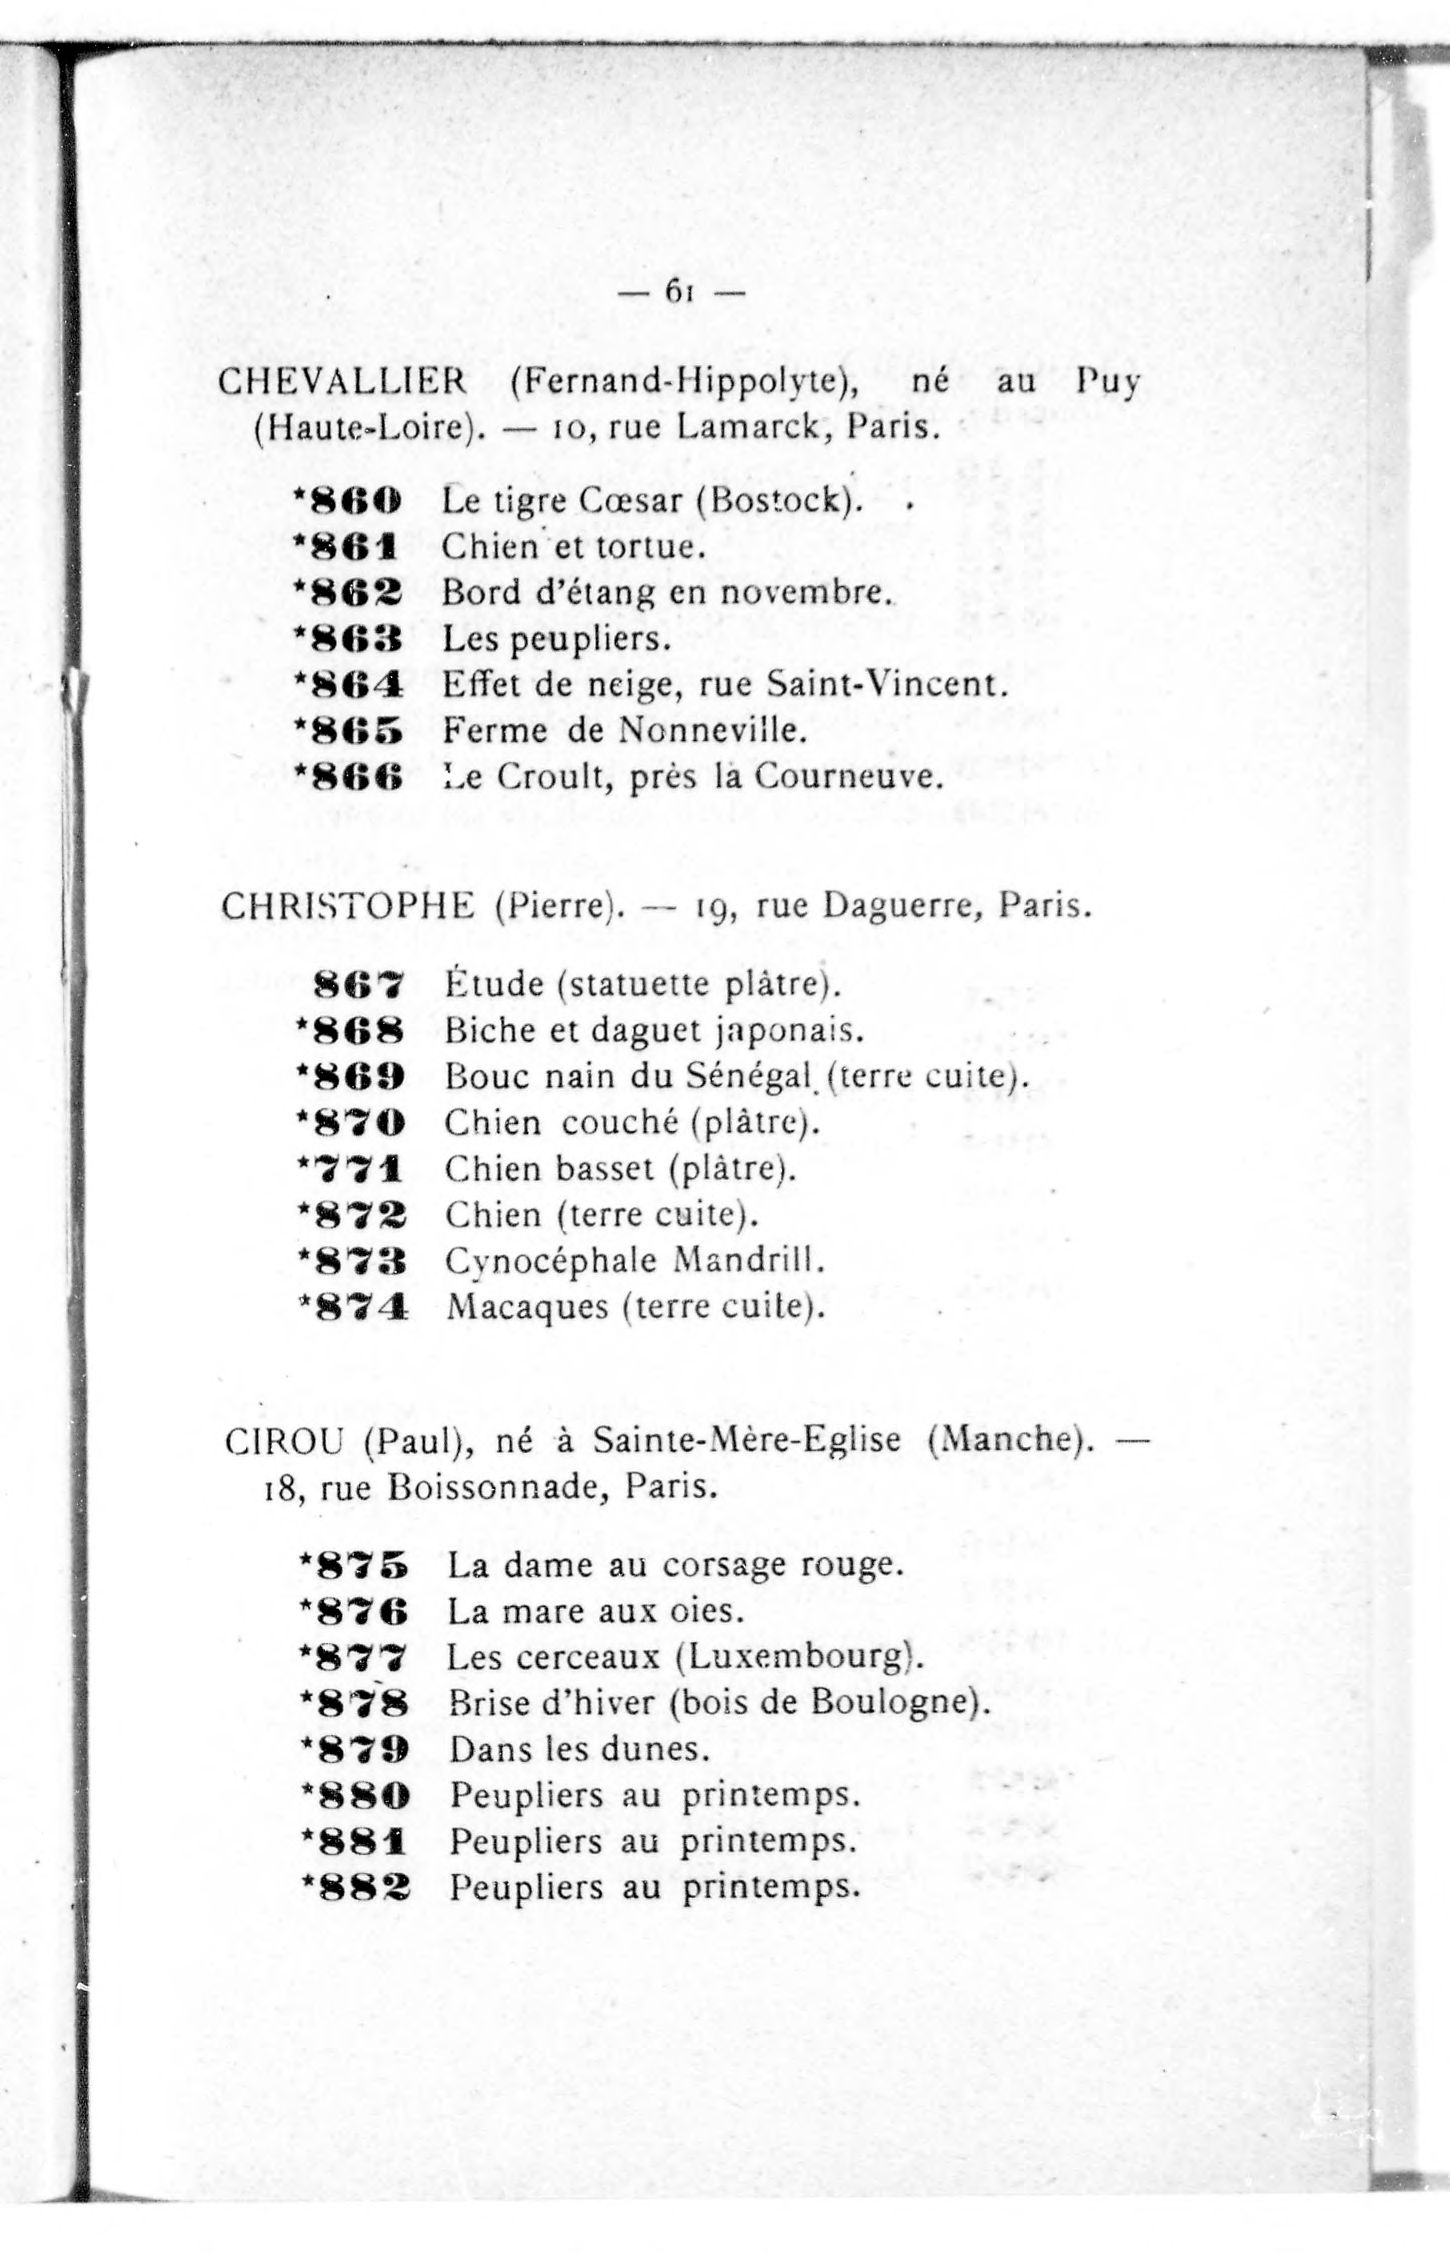 — 61 —
CHEVALLIER (Fernand-Hippolyte), né au Puy
(Haute-Loire). — 10, rue Lamarck, Paris.
*860 Le tigre Cœsar (Bostock).
*861 Chien et tortue.
*862 Bord d'étang en novembre.
*863 Les peupliers.
*864 Effet de neige, rue Saint-Vincent.
*865 Ferme de Nonneville.
*866 Le Croult, près la Courneuve.
CHRISTOPHE (Pierre). — 19, rue Daguerre, Paris.
867 Étude (statuette plâtre).
*868 Biche et daguet japonais.
*869 Bouc nain du Sénégal (terre cuite).
*870 Chien couché (plâtre).
*771 Chien basset (plâtre).
*872 Chien (terre cuite).
*873 Cynocéphale Mandrill.
*874 Macaques (terre cuite).
CIROU (Paul), né à Sainte-Mère-Eglise (Manche). —
18, rue Boissonnade, Paris.
*875 La dame au corsage rouge.
*876 La mare aux oies.
*877 Les cerceaux (Luxembourg).
*878 Brise d'hiver (bois de Boulogne).
*879 Dans les dunes.
*880 Peupliers au printemps.
*881 Peupliers au printemps.
*882 Peupliers au printemps.